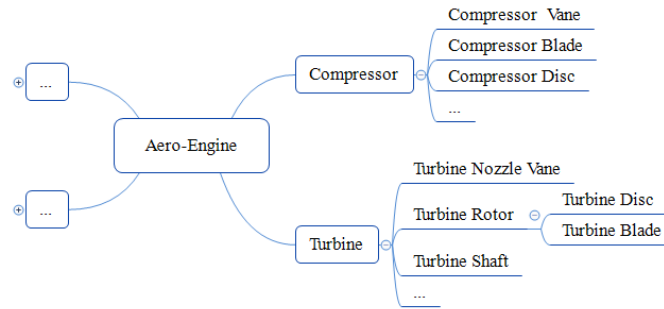 ...
...
Aero-Engine
Compressor
Compressor Vane
Compressor Blade
Compressor Disc
...
Turbine
Turbine Nozzle Vane
Turbine Rotor
Turbine Disc
Turbine Blade
Turbine Shaft
...